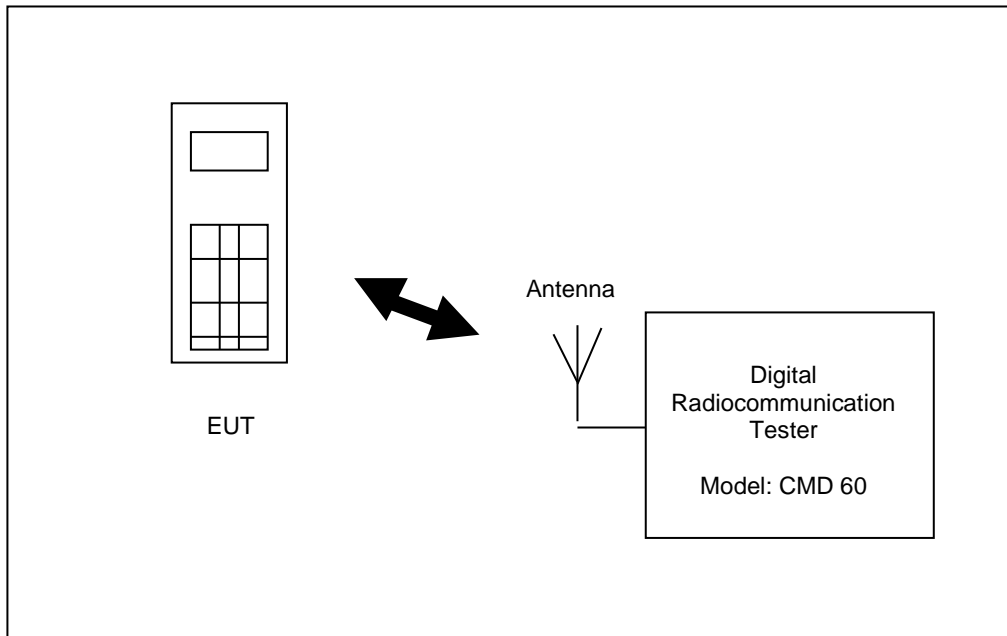 EUT
Antenna
Digital
Radiocommunication
Tester
Model: CMD 60